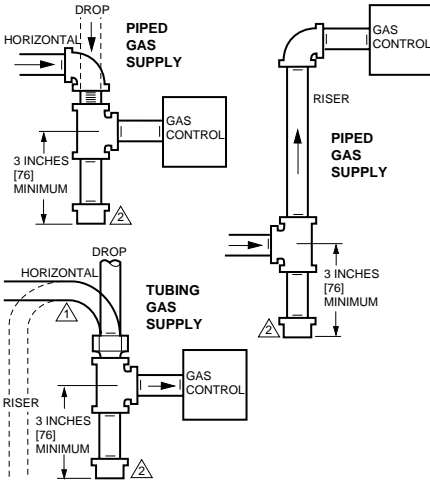 DROP
HORIZONTAL
PIPED
GAS
SUPPLY
GAS
CONTROL
3 INCHES
[76]
MINIMUM
2
GAS
CONTROL
RISER
PIPED
GAS
SUPPLY
3 INCHES
[76]
MINIMUM
2
DROP
HORIZONTAL
1
TUBING
GAS
SUPPLY
GAS
CONTROL
RISER
3 INCHES
[76]
MINIMUM
2